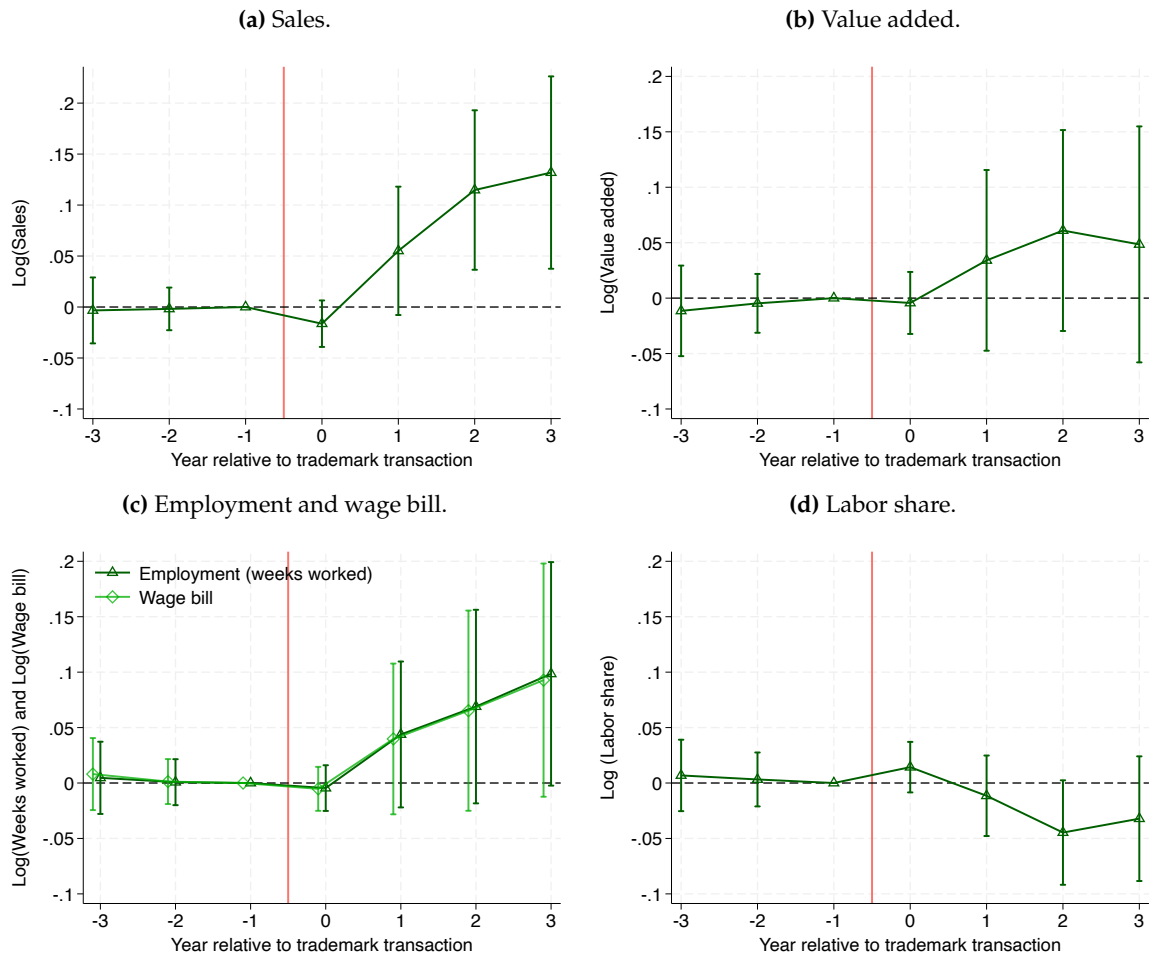 (a) Sales.
Log(Sales)
.2
.15
.1
.05
0
-.05
-.1
-3 -2 -1 0 1 2 3
Year relative to trademark transaction
(b) Value added.
Log(Value added)
.2
.15
.1
.05
0
-.05
-.1
-3 -2 -1 0 1 2 3
Year relative to trademark transaction
(c) Employment and wage bill.
Log(Weeks worked) and Log(Wage bill)
.2
.15
.1
.05
0
-.05
-.1
Employment (weeks worked)
Wage bill
-3 -2 -1 0 1 2 3
Year relative to trademark transaction
(d) Labor share.
Log (Labor share)
.2
.15
.1
.05
0
-.05
-.1
-3 -2 -1 0 1 2 3
Year relative to trademark transaction